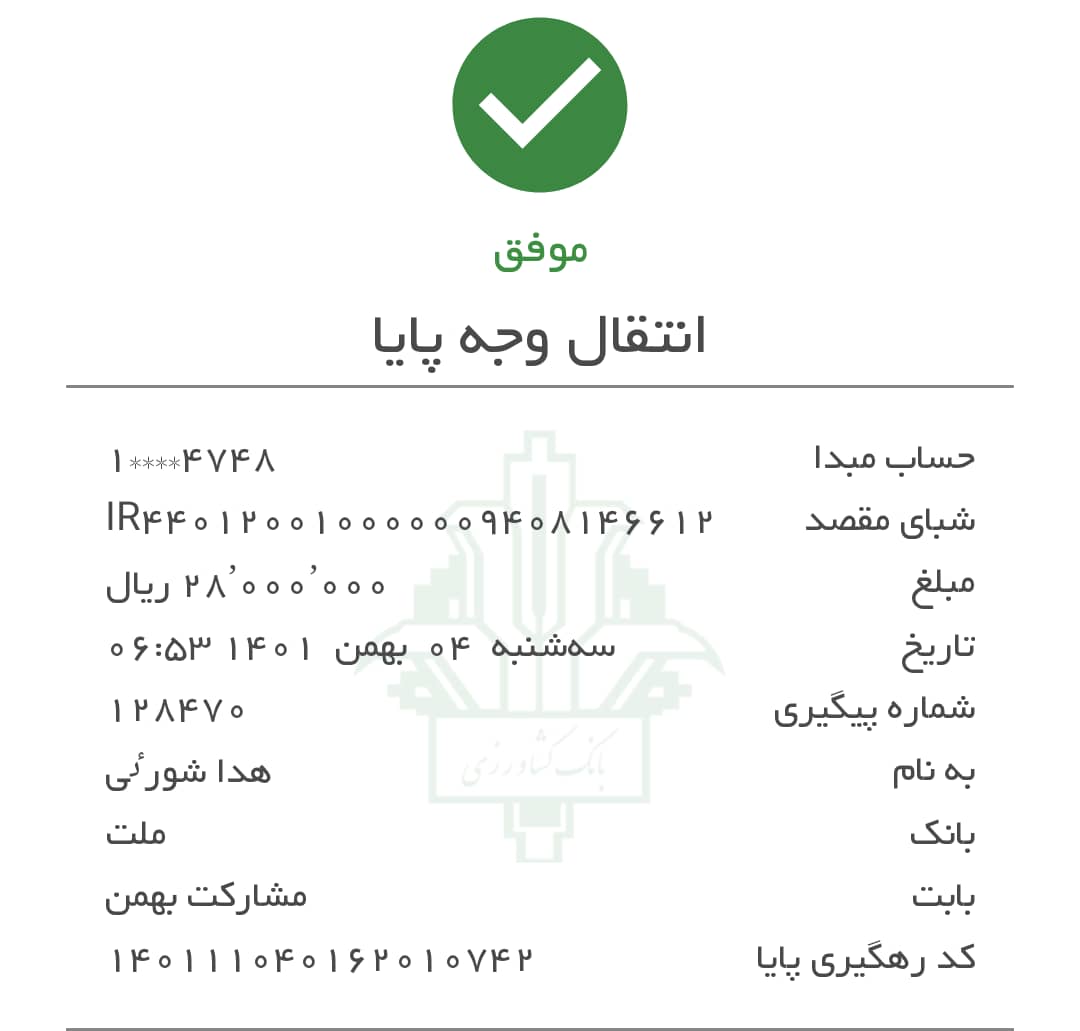 موفق
انتقال وجه پایا
حساب مبدا ۱****۴۷۴۸
شبای مقصد IR۴۴۰۱۲۰۰۱۰۰۰۰۰۰۹۴۰۸۱۴۶۶۱۲
مبلغ ۲۸٬۰۰۰٬۰۰۰ ریال
تاریخ سه‌شنبه ۰۴ بهمن ۱۴۰۱ ۰۶:۵۳
شماره پیگیری ۱۲۸۴۷۰
به نام هدا شورئی
بانک ملت
بابت مشارکت بهمن
کد رهگیری پایا ۱۴۰۱۱۱۰۴۰۱۶۲۰۱۰۷۴۲
بانک کشاورزی